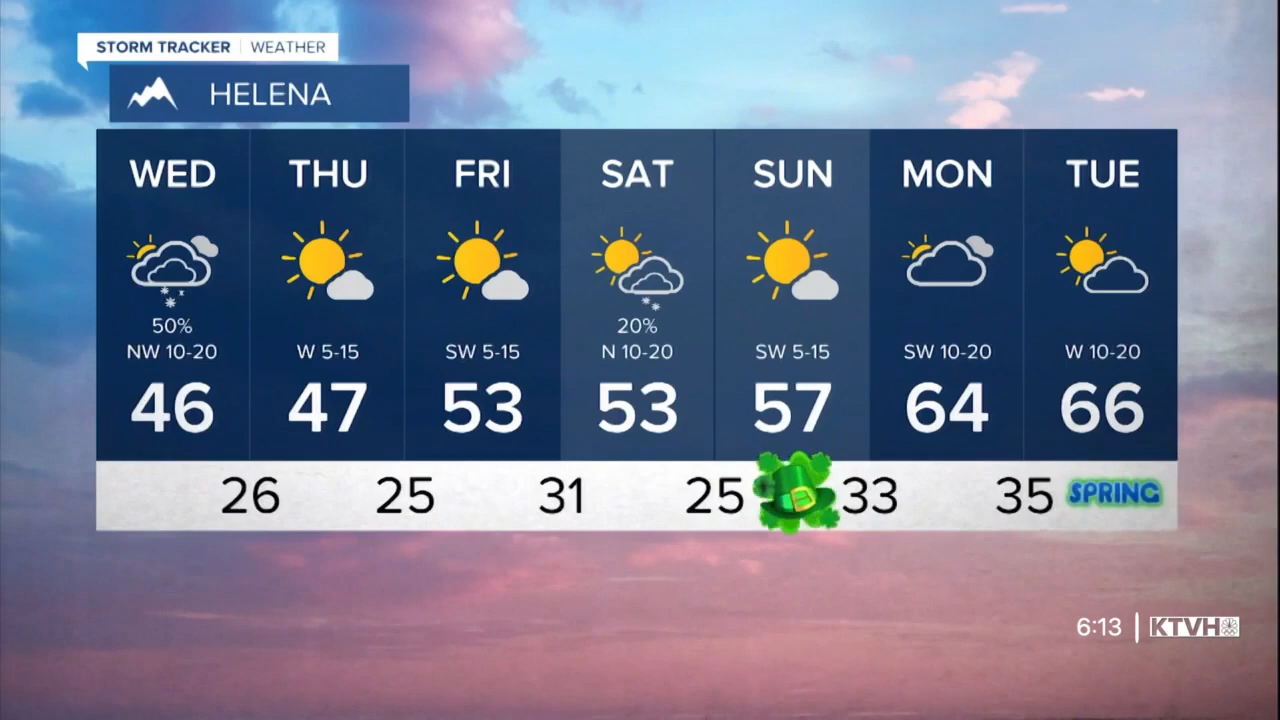 STORM TRACKER | WEATHER
HELENA
WED THU FRI SAT SUN MON TUE
50% 20%
NW 10-20 W 5-15 SW 5-15 N 10-20 SW 5-15 SW 10-20 W 10-20
46 47 53 53 57 64 66
26 25 31 25 33 35 SPRING
6:13 | KTVH